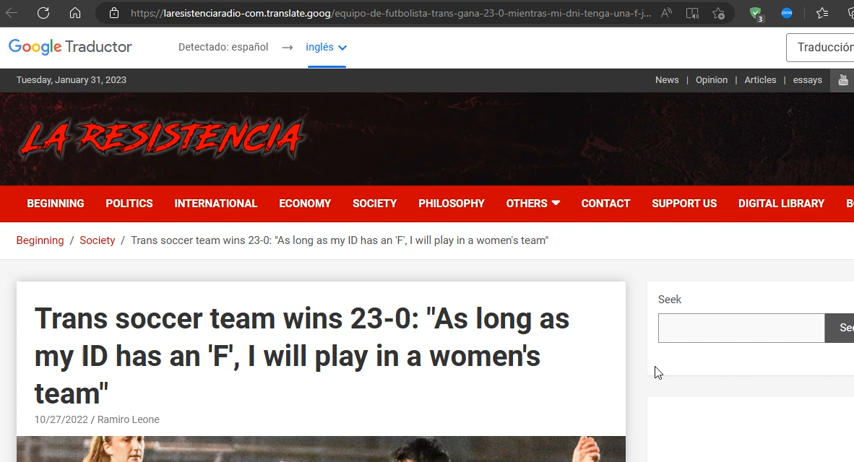 https://laresistenciaradio-com.translate.goog/equipo-de-futbolista-trans-gana-23-0-mientras-mi-dni-tenga-una-f-j...
3
Google Traductor
Detectado: español → inglés
Traducción
Tuesday, January 31, 2023
News | Opinion | Articles | essays
LA RESISTENCIA
BEGINNING POLITICS INTERNATIONAL ECONOMY SOCIETY PHILOSOPHY OTHERS CONTACT SUPPORT US DIGITAL LIBRARY B
Beginning / Society / Trans soccer team wins 23-0: "As long as my ID has an 'F', I will play in a women's team"
Seek
See
Trans soccer team wins 23-0: "As long as
my ID has an 'F', I will play in a women's
team"
10/27/2022 / Ramiro Leone